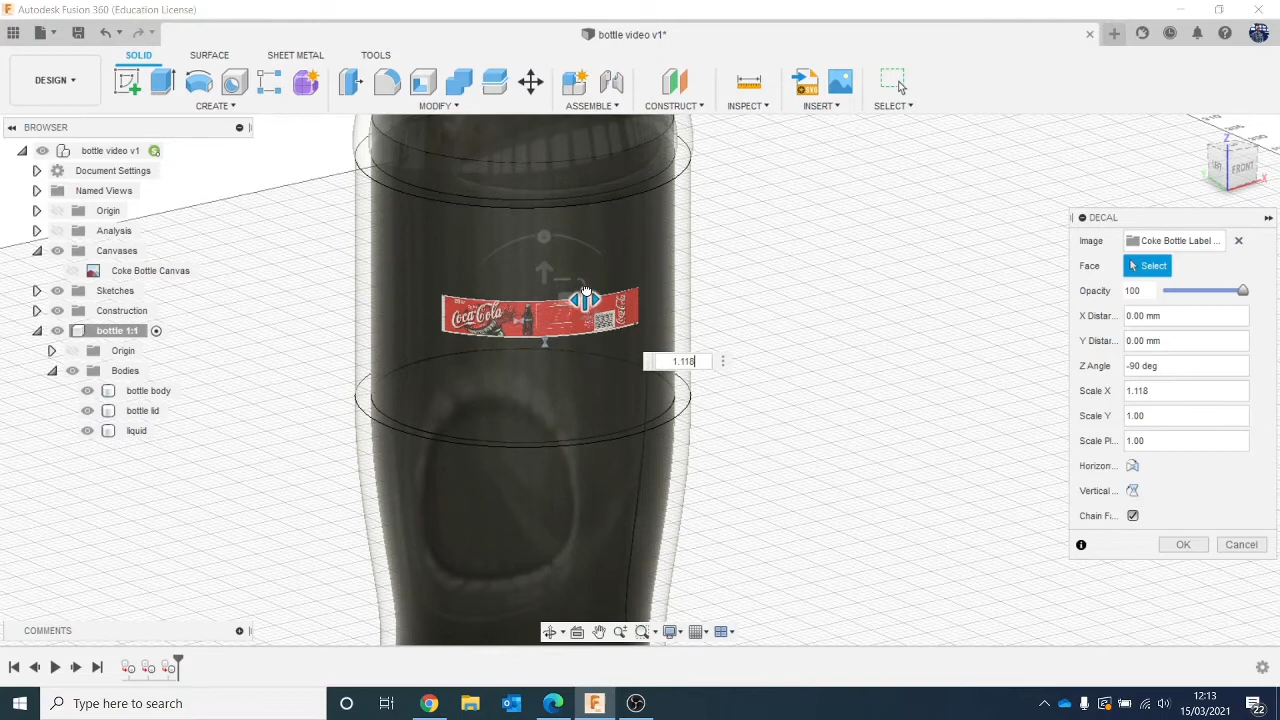 Autodesk Fusion 360 (Education License)
bottle video v1*
DESIGN
SOLID
SURFACE
SHEET METAL
TOOLS
CREATE
MODIFY
ASSEMBLE
CONSTRUCT
INSPECT
INSERT
SELECT
BROWSER
bottle video v1
Document Settings
Named Views
Origin
Analysis
Canvases
Coke Bottle Canvas
Sketches
Construction
bottle 1:1
Origin
Bodies
bottle body
bottle lid
liquid
Coca-Cola
1.118
Z
X
FRONT
DECAL
Image
Coke Bottle Label ...
Face
Select
Opacity
100
X Distar...
0.00 mm
Y Distar...
0.00 mm
Z Angle
-90 deg
Scale X
1.118
Scale Y
1.00
Scale Pl...
1.00
Horizon...
Vertical ...
Chain F...
OK
Cancel
COMMENTS
Type here to search
12:13
15/03/2021
22